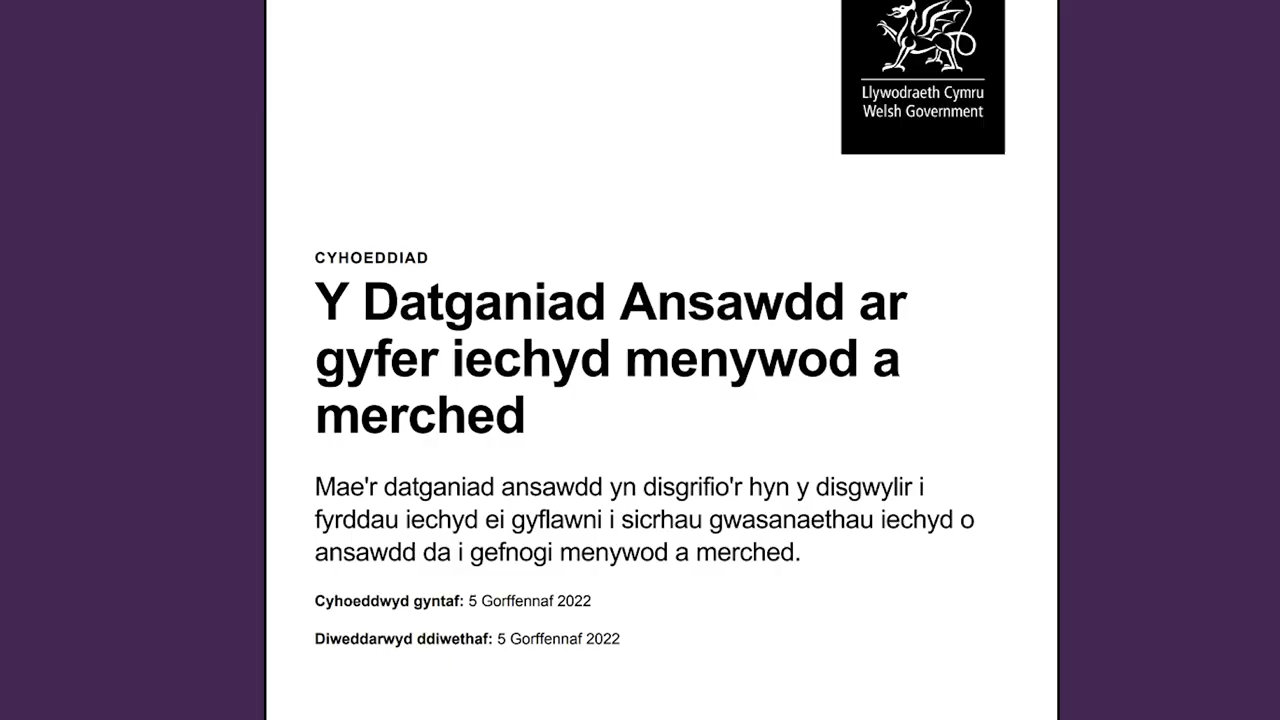 Llywodraeth Cymru
Welsh Government
CYHOEDDIAD
Y Datganiad Ansawdd ar
gyfer iechyd menywod a
merched
Mae'r datganiad ansawdd yn disgrifio'r hyn y disgwylir i
fyrddau iechyd ei gyflawni i sicrhau gwasanaethau iechyd o
ansawdd da i gefnogi menywod a merched.
Cyhoeddwyd gyntaf: 5 Gorffennaf 2022
Diweddarwyd ddiwethaf: 5 Gorffennaf 2022